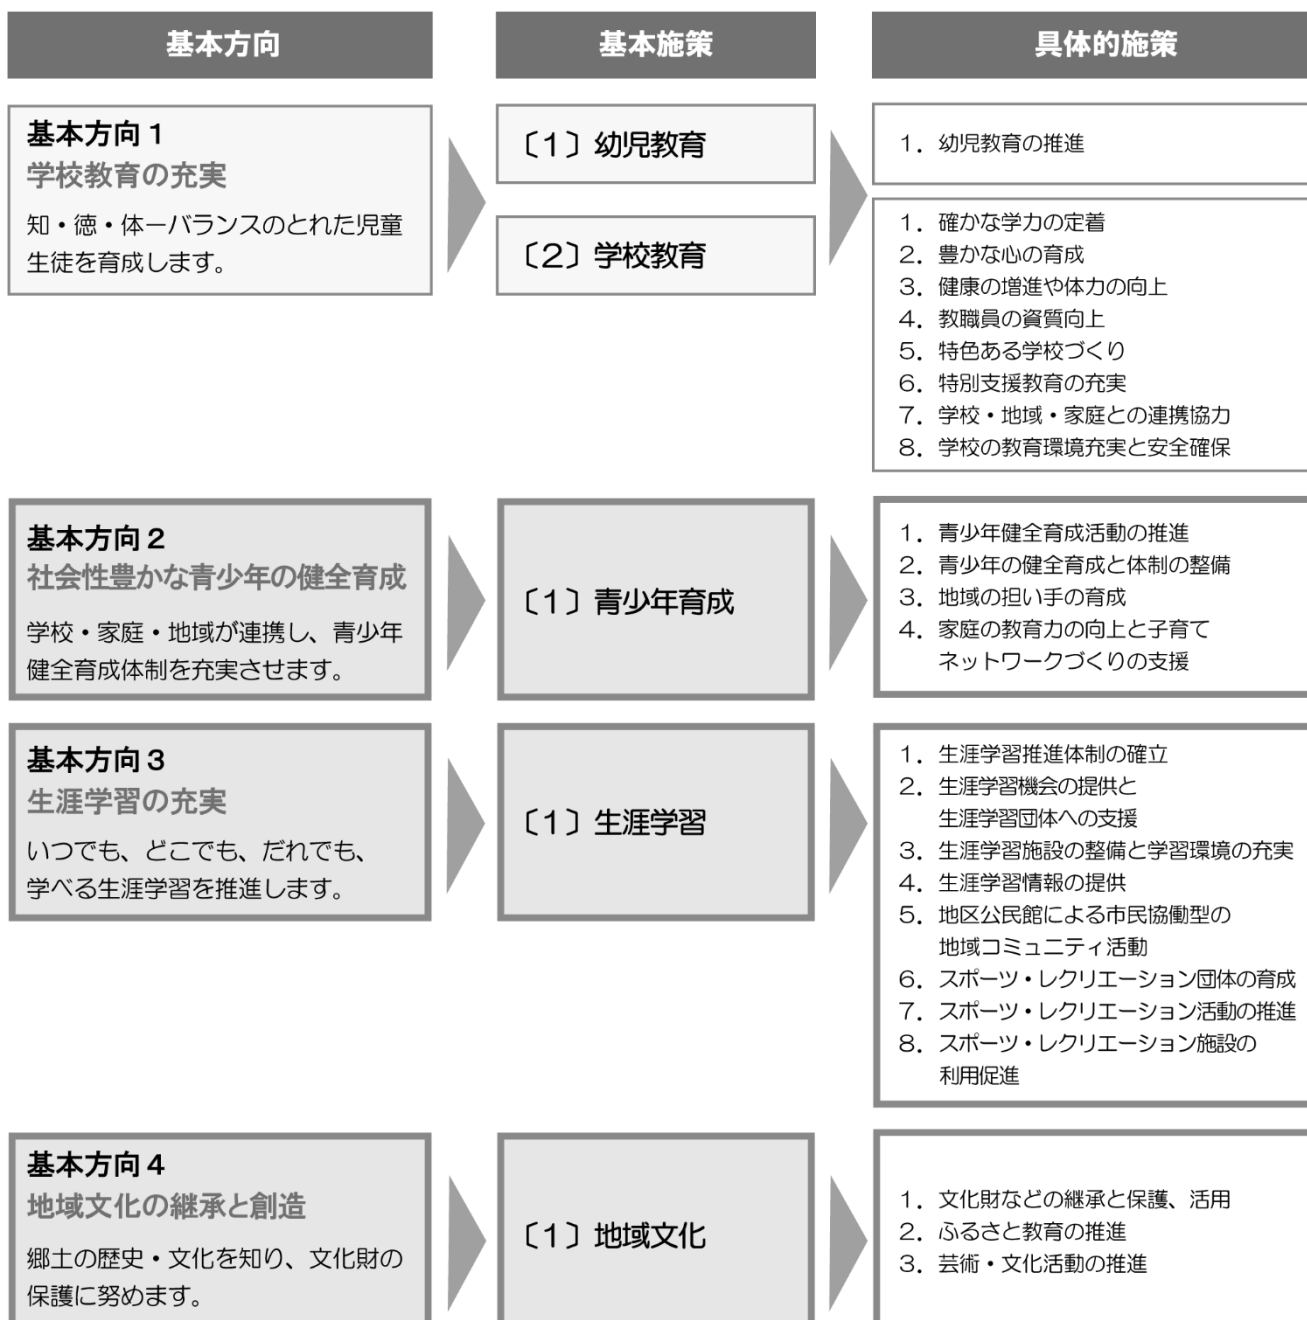 基本方向
基本施策
具体的施策
基本方向1
学校教育の充実
知・徳・体ーバランスのとれた児童
生徒を育成します。
〔1〕幼児教育
〔2〕学校教育
1. 幼児教育の推進
1. 確かな学力の定着
2. 豊かな心の育成
3. 健康の増進や体力の向上
4. 教職員の資質向上
5. 特色ある学校づくり
6. 特別支援教育の充実
7. 学校・地域・家庭との連携協力
8. 学校の教育環境充実と安全確保
基本方向2
社会性豊かな青少年の健全育成
学校・家庭・地域が連携し、青少年
健全育成体制を充実させます。
〔1〕青少年育成
1. 青少年健全育成活動の推進
2. 青少年の健全育成と体制の整備
3. 地域の担い手の育成
4. 家庭の教育力の向上と子育て
ネットワークづくりの支援
基本方向3
生涯学習の充実
いつでも、どこでも、だれでも、
学べる生涯学習を推進します。
〔1〕生涯学習
1. 生涯学習推進体制の確立
2. 生涯学習機会の提供と
生涯学習団体への支援
3. 生涯学習施設の整備と学習環境の充実
4. 生涯学習情報の提供
5. 地区公民館による市民協働型の
地域コミュニティ活動
6. スポーツ・レクリエーション団体の育成
7. スポーツ・レクリエーション活動の推進
8. スポーツ・レクリエーション施設の
利用促進
基本方向4
地域文化の継承と創造
郷土の歴史・文化を知り、文化財の
保護に努めます。
〔1〕地域文化
1. 文化財などの継承と保護、活用
2. ふるさと教育の推進
3. 芸術・文化活動の推進